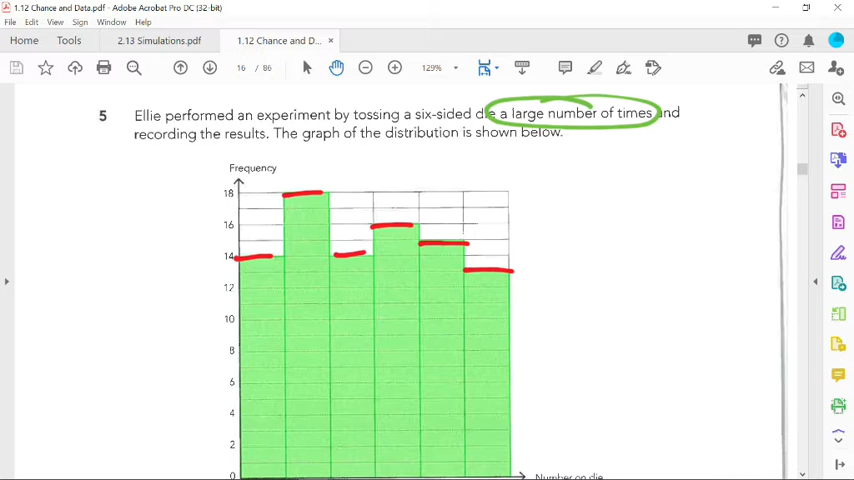 1.12 Chance and Data.pdf - Adobe Acrobat Pro DC (32-bit)
File Edit View Sign Window Help
Home Tools 2.13 Simulations.pdf 1.12 Chance and D... ×
16 / 86 129%
5 Ellie performed an experiment by tossing a six-sided die a large number of times and
recording the results. The graph of the distribution is shown below.
Frequency
18
16
14
12
10
8
6
4
2
0
Number on die